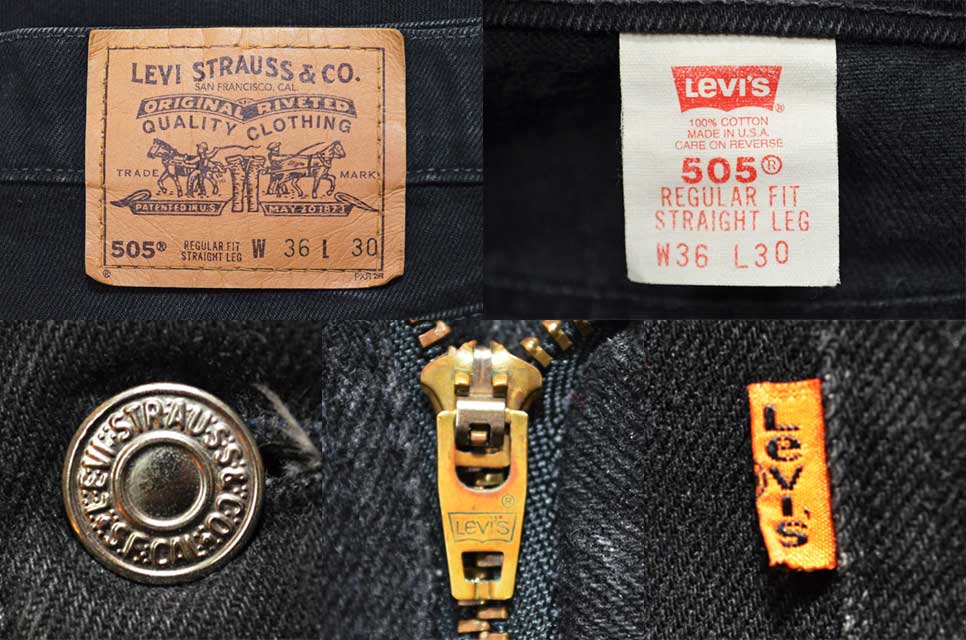 LEVI STRAUSS & CO.
SAN FRANCISCO, CAL.
ORIGINAL RIVETED
QUALITY CLOTHING
TRADE MARK
PATENTED IN U.S. MAY 20 1873
505® REGULAR FIT W 36 L 30
STRAIGHT LEG
®
LEVI'S
®
100% COTTON
MADE IN U.S.A.
CARE ON REVERSE
505®
REGULAR FIT
STRAIGHT LEG
W36 L30
LEVI STRAUSS & CO
®
LEVI'S
LeVI'S